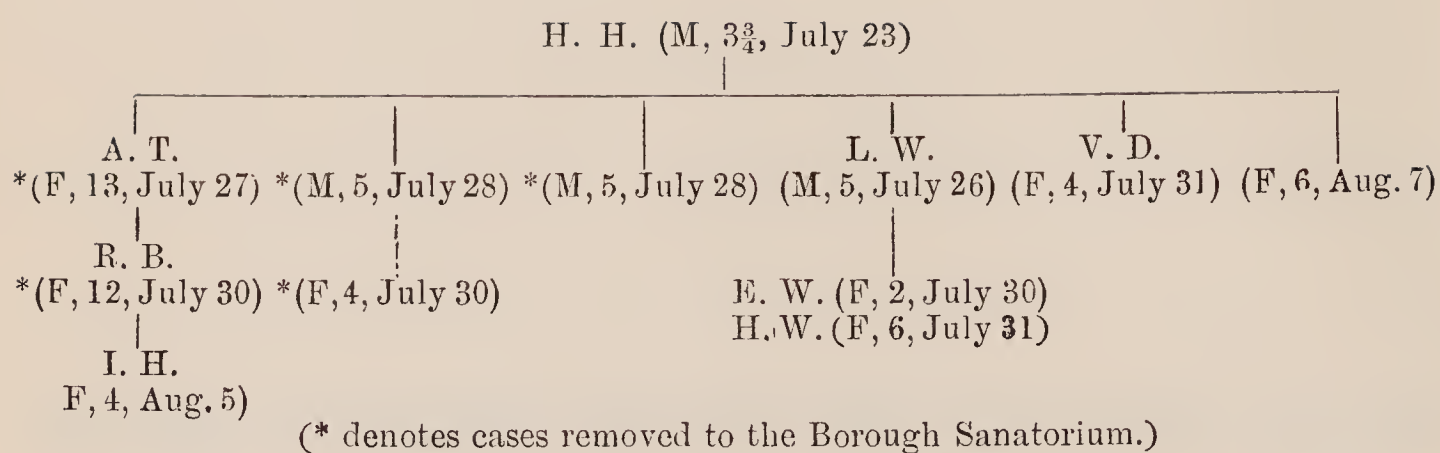 H. H. (M, 3¾, July 23)
A. T. L. W. V. D.
*(F, 13, July 27) *(M, 5, July 28) *(M, 5, July 28) (M, 5, July 26) (F, 4, July 31) (F, 6, Aug. 7)
R. B.
*(F, 12, July 30) *(F, 4, July 30) E. W. (F, 2, July 30)
H. W. (F, 6, July 31)
I. H.
F, 4, Aug. 5)
(* denotes cases removed to the Borough Sanatorium.)